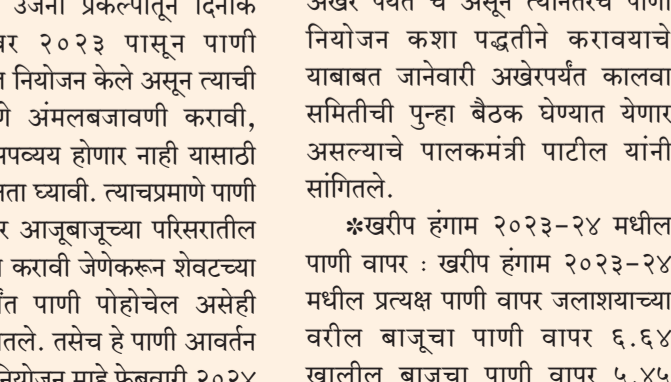 उजनी प्रकल्पातून दिनांक
२०२३ पासून पाणी
नियोजन केले असून त्याची
अंमलबजावणी करावी,
होणार नाही यासाठी
घ्यावी. त्याचप्रमाणे पाणी
आजूबाजूच्या परिसरातील
करावी जेणेकरून शेवटच्या
पाणी पोहोचेल असेही
तसेच हे पाणी आवर्तन
माहे फेब्रुवारी २०२४
अखेर पर्यंत च असून त्यानंतरच पाणी
नियोजन कशा पद्धतीने करावयाचे
याबाबत जानेवारी अखेरपर्यंत कालवा
समितीची पुन्हा बैठक घेण्यात येणार
असल्याचे पालकमंत्री पाटील यांनी
सांगितले.
✻खरीप हंगाम २०२३-२४ मधील
पाणी वापर : खरीप हंगाम २०२३-२४
मधील प्रत्यक्ष पाणी वापर जलाशयाच्या
वरील बाजूचा पाणी वापर ६.६४
खालील बाजूचा पाणी वापर ५.४५